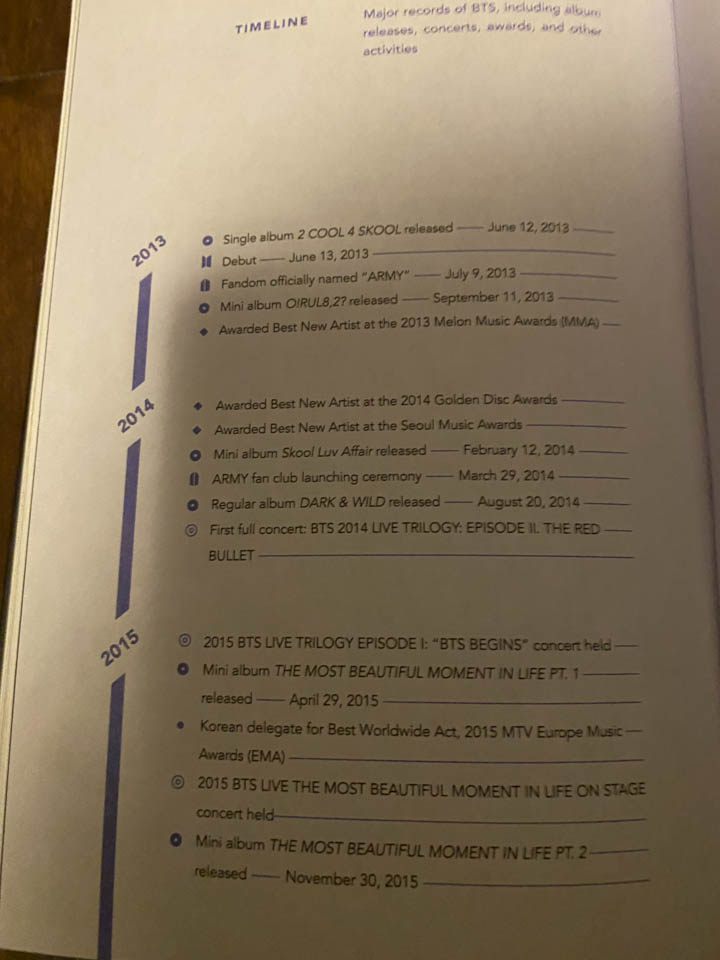 TIMELINE
Major records of BTS, including album
releases, concerts, awards, and other
activities
2013
Single album 2 COOL 4 SKOOL released — June 12, 2013
Debut — June 13, 2013
Fandom officially named “ARMY” — July 9, 2013
Mini album O!RUL8,2? released — September 11, 2013
Awarded Best New Artist at the 2013 Melon Music Awards (MMA)
2014
Awarded Best New Artist at the 2014 Golden Disc Awards
Awarded Best New Artist at the Seoul Music Awards
Mini album Skool Luv Affair released — February 12, 2014
ARMY fan club launching ceremony — March 29, 2014
Regular album DARK & WILD released — August 20, 2014
First full concert: BTS 2014 LIVE TRILOGY: EPISODE II. THE RED
BULLET
2015
2015 BTS LIVE TRILOGY EPISODE I: “BTS BEGINS” concert held
Mini album THE MOST BEAUTIFUL MOMENT IN LIFE PT. 1
released — April 29, 2015
Korean delegate for Best Worldwide Act, 2015 MTV Europe Music
Awards (EMA)
2015 BTS LIVE THE MOST BEAUTIFUL MOMENT IN LIFE ON STAGE
concert held
Mini album THE MOST BEAUTIFUL MOMENT IN LIFE PT. 2
released — November 30, 2015